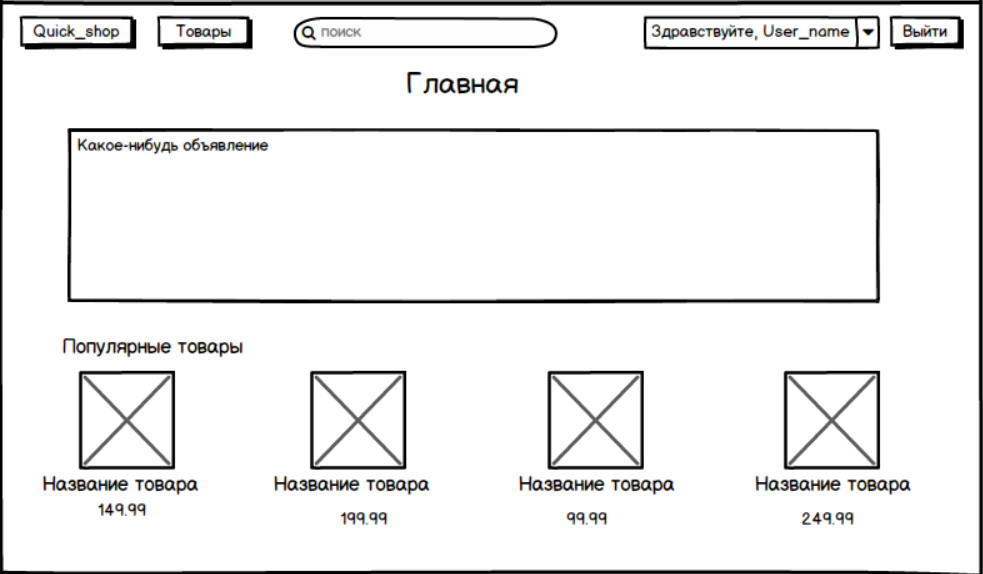 Quick_shop
Товары
поиск
Здравствуйте, User_name
Выйти
Главная
Какое-нибудь объявление
Популярные товары
Название товара
149.99
Название товара
199.99
Название товара
99.99
Название товара
249.99